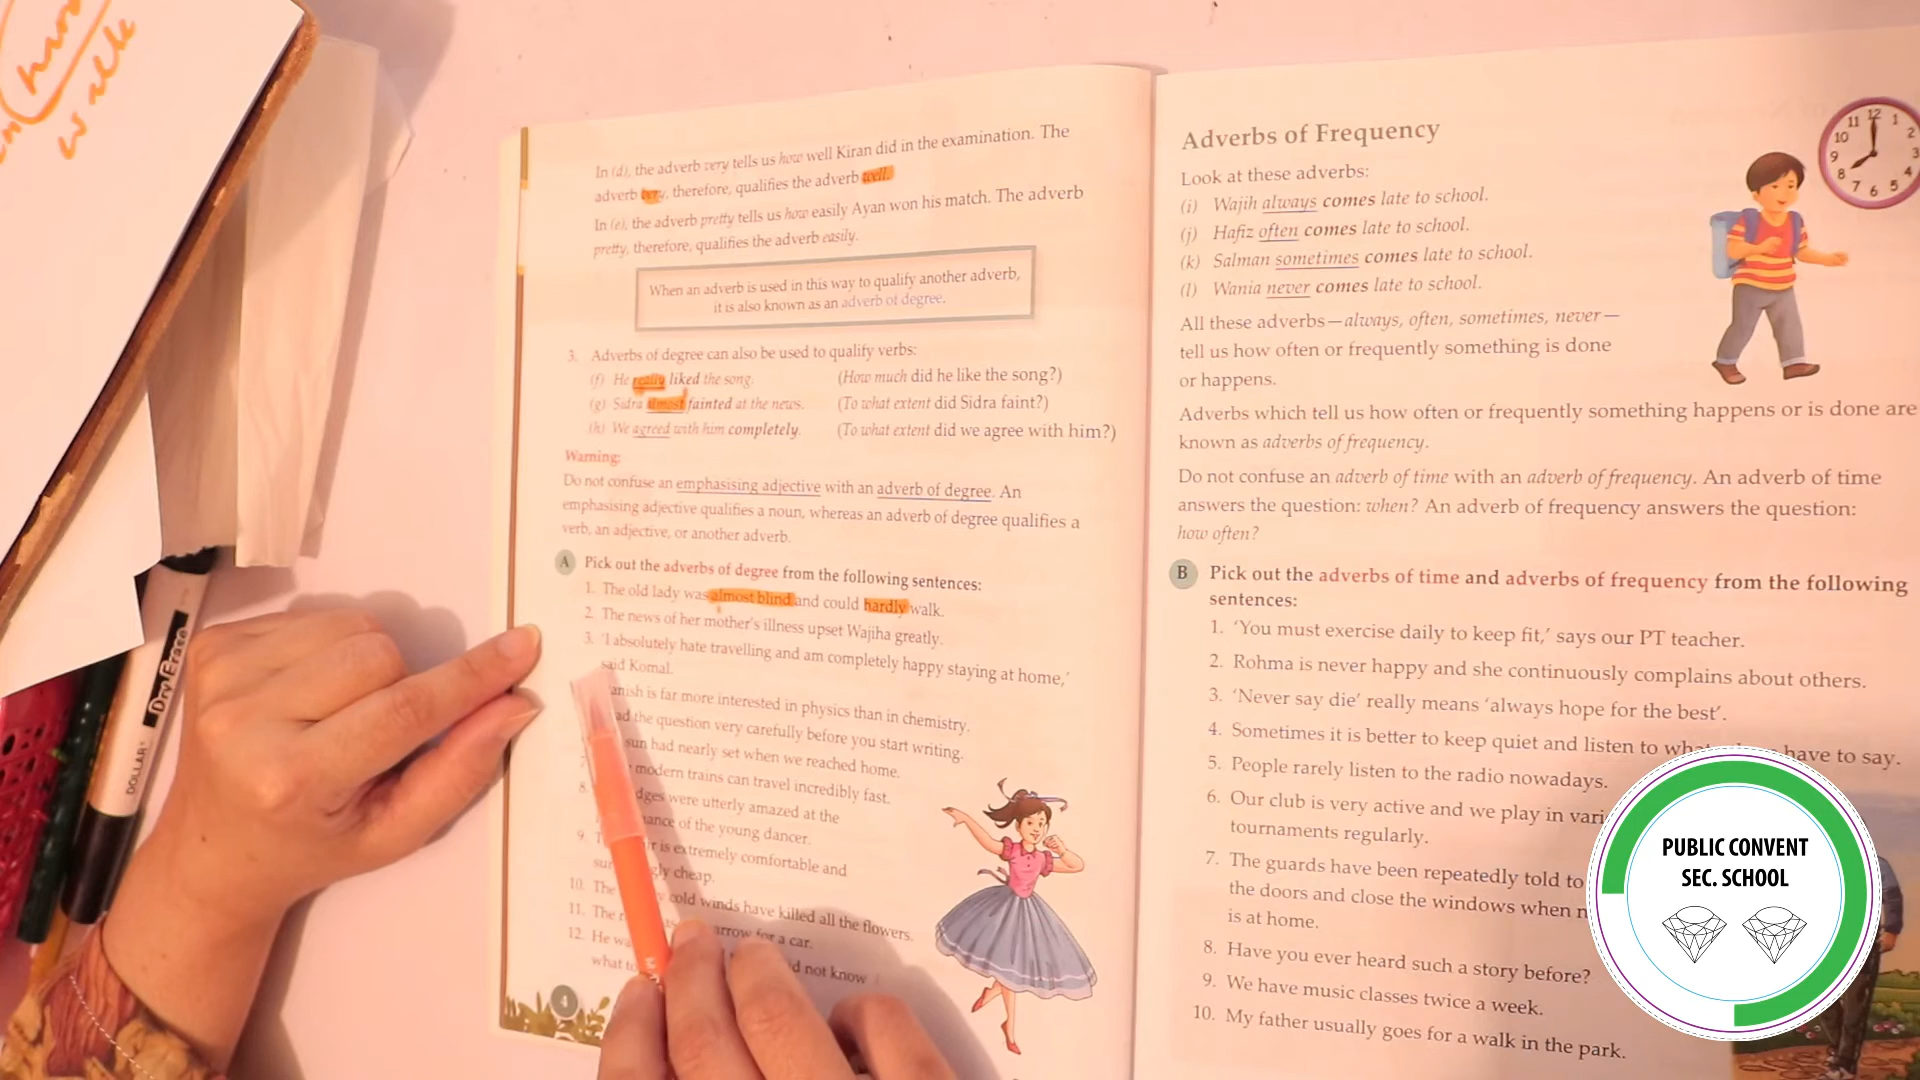 hard
walk
In (d), the adverb very tells us how well Kiran did in the examination. The
adverb very, therefore, qualifies the adverb well.
In (e), the adverb pretty tells us how easily Ayan won his match. The adverb
pretty, therefore, qualifies the adverb easily.
When an adverb is used in this way to qualify another adverb,
it is also known as an adverb of degree.
3. Adverbs of degree can also be used to qualify verbs:
(f) He really liked the song. (How much did he like the song?)
(g) Sidra almost fainted at the news. (To what extent did Sidra faint?)
(h) We agreed with him completely. (To what extent did we agree with him?)
Warning:
Do not confuse an emphasising adjective with an adverb of degree. An
emphasising adjective qualifies a noun, whereas an adverb of degree qualifies a
verb, an adjective, or another adverb.
A Pick out the adverbs of degree from the following sentences:
1. The old lady was almost blind and could hardly walk.
2. The news of her mother's illness upset Wajiha greatly.
3. 'I absolutely hate travelling and am completely happy staying at home,'
said Komal.
is far more interested in physics than in chemistry.
the question very carefully before you start writing.
sun had nearly set when we reached home.
7 modern trains can travel incredibly fast.
8. were utterly amazed at the
of the young dancer.
9. is extremely comfortable and
cheap.
10. The cold winds have killed all the flowers.
11. The for a car.
12. He not know
what
4
Adverbs of Frequency
Look at these adverbs:
(i) Wajih always comes late to school.
(j) Hafiz often comes late to school.
(k) Salman sometimes comes late to school.
(l) Wania never comes late to school.
All these adverbs—always, often, sometimes, never—
tell us how often or frequently something is done
or happens.
Adverbs which tell us how often or frequently something happens or is done are
known as adverbs of frequency.
Do not confuse an adverb of time with an adverb of frequency. An adverb of time
answers the question: when? An adverb of frequency answers the question:
how often?
B Pick out the adverbs of time and adverbs of frequency from the following
sentences:
1. 'You must exercise daily to keep fit,' says our PT teacher.
2. Rohma is never happy and she continuously complains about others.
3. 'Never say die' really means 'always hope for the best'.
4. Sometimes it is better to keep quiet and listen to have to say.
5. People rarely listen to the radio nowadays.
6. Our club is very active and we play in
tournaments regularly.
7. The guards have been repeatedly told to
the doors and close the windows when
is at home.
8. Have you ever heard such a story before?
9. We have music classes twice a week.
10. My father usually goes for a walk in the park.
11 12 1
10 2
9 3
8 4
7 6 5
DOLLAR Dry Erase
PUBLIC CONVENT
SEC. SCHOOL